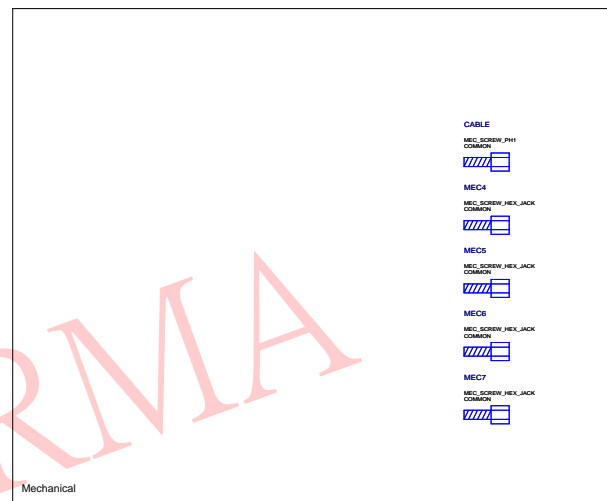 CABLE
MEC_SCREW_PH1
COMMON
MEC4
MEC_SCREW_HEX_JACK
COMMON
MEC5
MEC_SCREW_HEX_JACK
COMMON
MEC6
MEC_SCREW_HEX_JACK
COMMON
MEC7
MEC_SCREW_HEX_JACK
COMMON
RMA
Mechanical